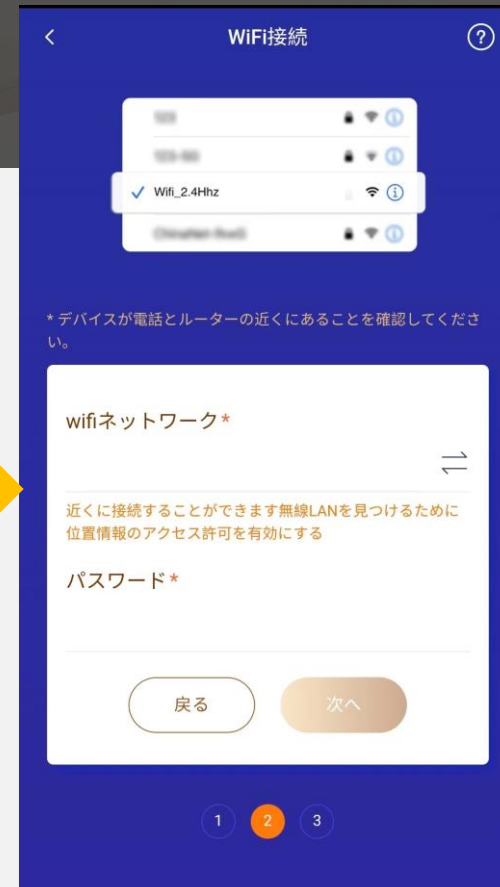 WiFi接続
?
Wifi_2.4Hhz
* デバイスが電話とルーターの近くにあることを確認してくださ
い。
wifiネットワーク*
近くに接続することができます無線LANを見つけるために
位置情報のアクセス許可を有効にする
パスワード*
戻る 次へ
1 2 3